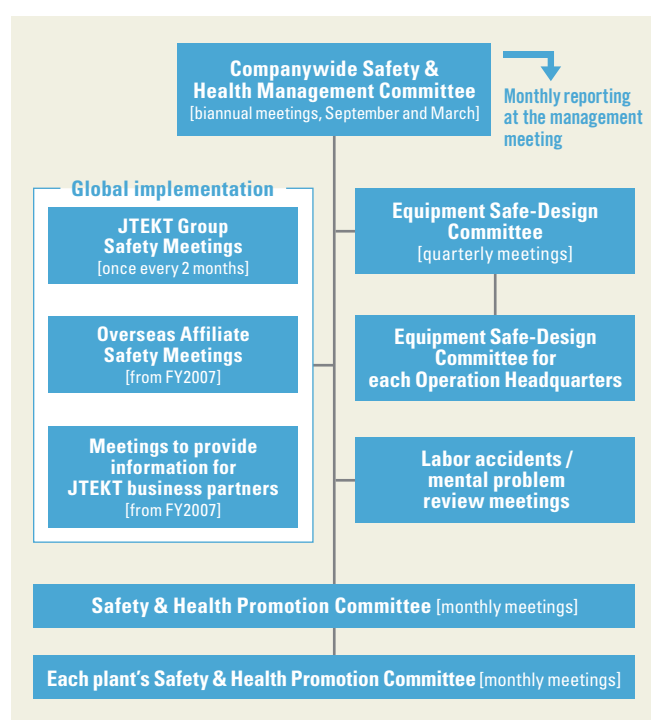 Companywide Safety &
Health Management Committee
[biannual meetings, September and March]
Monthly reporting
at the management
meeting
Global implementation
JTEKT Group
Safety Meetings
[once every 2 months]
Overseas Affiliate
Safety Meetings
[from FY2007]
Meetings to provide
information for
JTEKT business partners
[from FY2007]
Equipment Safe-Design
Committee
[quarterly meetings]
Equipment Safe-Design
Committee for
each Operation Headquarters
Labor accidents /
mental problem
review meetings
Safety & Health Promotion Committee [monthly meetings]
Each plant's Safety & Health Promotion Committee [monthly meetings]